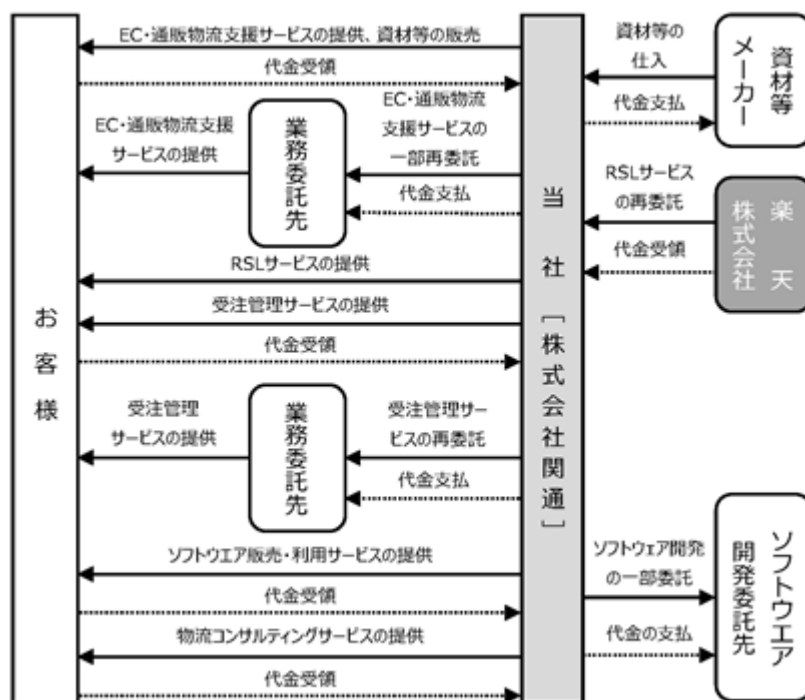 EC・通販物流支援サービスの提供、資材等の販売
代金受領
EC・通販物流支援
サービスの提供
業務委託先
EC・通販物流
支援サービスの
一部再委託
代金支払
RSLサービスの提供
受注管理サービスの提供
代金受領
受注管理
サービスの提供
業務委託先
受注管理サー
ビスの再委託
代金支払
ソフトウエア販売・利用サービスの提供
代金受領
物流コンサルティングサービスの提供
代金受領
お客様
当社[株式会社関通]
資材等の
仕入
代金支払
資材等
メーカー
RSLサービス
の再委託
代金受領
楽天
株式会社
ソフトウェア開発
の一部委託
代金の支払
ソフトウエア
開発委託先